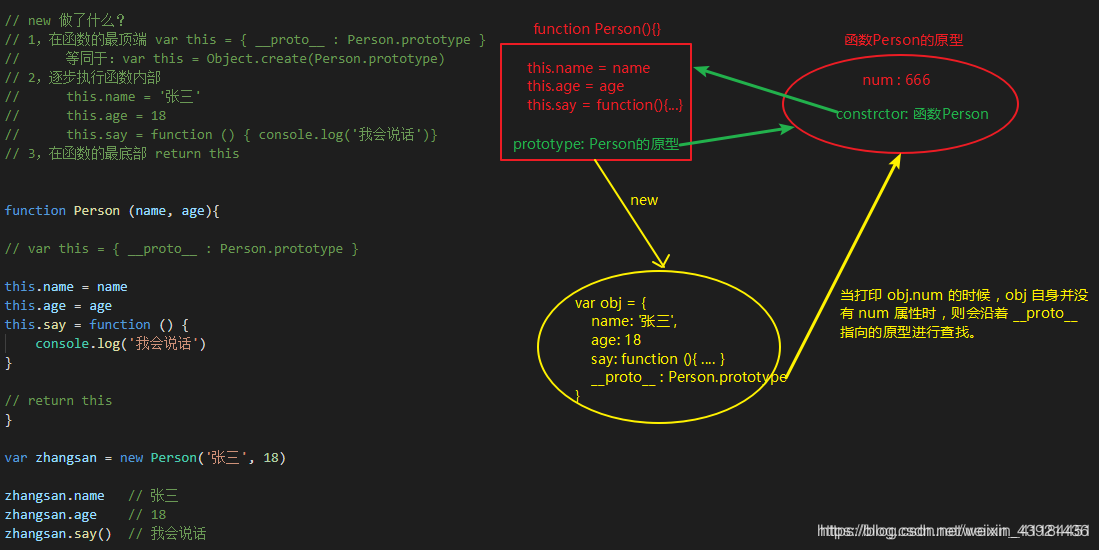 // new 做了什么?
// 1, 在函数的最顶端 var this = { __proto__ : Person.prototype }
// 等同于: var this = Object.create(Person.prototype)
// 2, 逐步执行函数内部
// this.name = '张三'
// this.age = 18
// this.say = function () { console.log('我会说话')}
// 3, 在函数的最底部 return this
function Person (name, age){
// var this = { __proto__ : Person.prototype }
this.name = name
this.age = age
this.say = function () {
console.log('我会说话')
}
// return this
}
var zhangsan = new Person('张三', 18)
zhangsan.name // 张三
zhangsan.age // 18
zhangsan.say() // 我会说话
function Person(){}
this.name = name
this.age = age
this.say = function(){...}
prototype: Person的原型
函数Person的原型
num : 666
constrctor: 函数Person
new
var obj = {
name: '张三',
age: 18
say: function (){ .... }
__proto__ : Person.prototype
}
当打印 obj.num 的时候，obj 自身并没
有 num 属性时，则会沿着 __proto__
指向的原型进行查找。